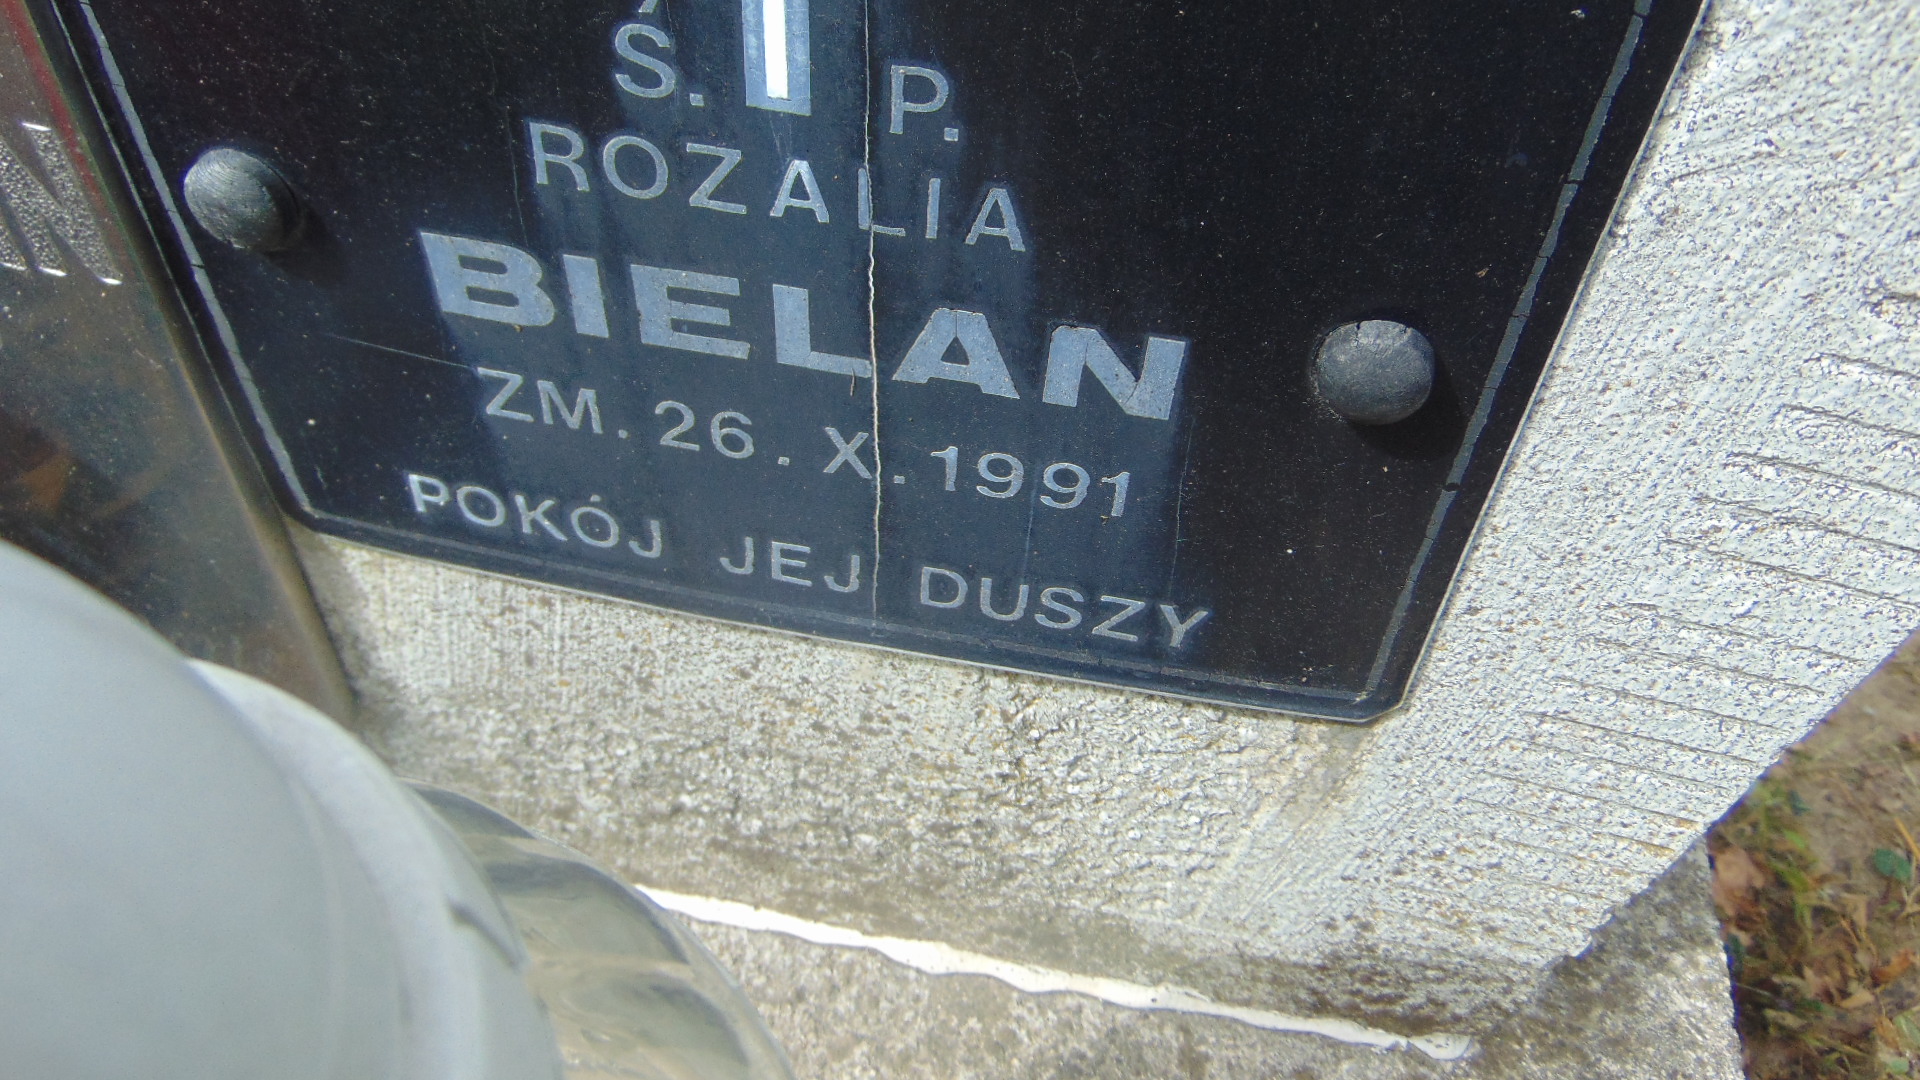 Ś. P.
ROZALIA
BIELAN
ZM. 26. X. 1991
POKÓJ JEJ DUSZY